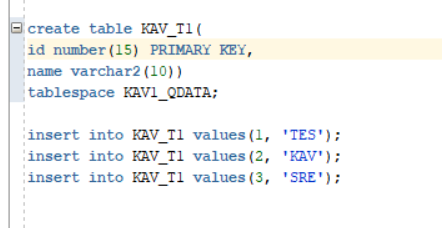 create table KAV_T1(
id number(15) PRIMARY KEY,
name varchar2(10))
tablespace KAV1_QDATA;
insert into KAV_T1 values(1, 'TES');
insert into KAV_T1 values(2, 'KAV');
insert into KAV_T1 values(3, 'SRE');